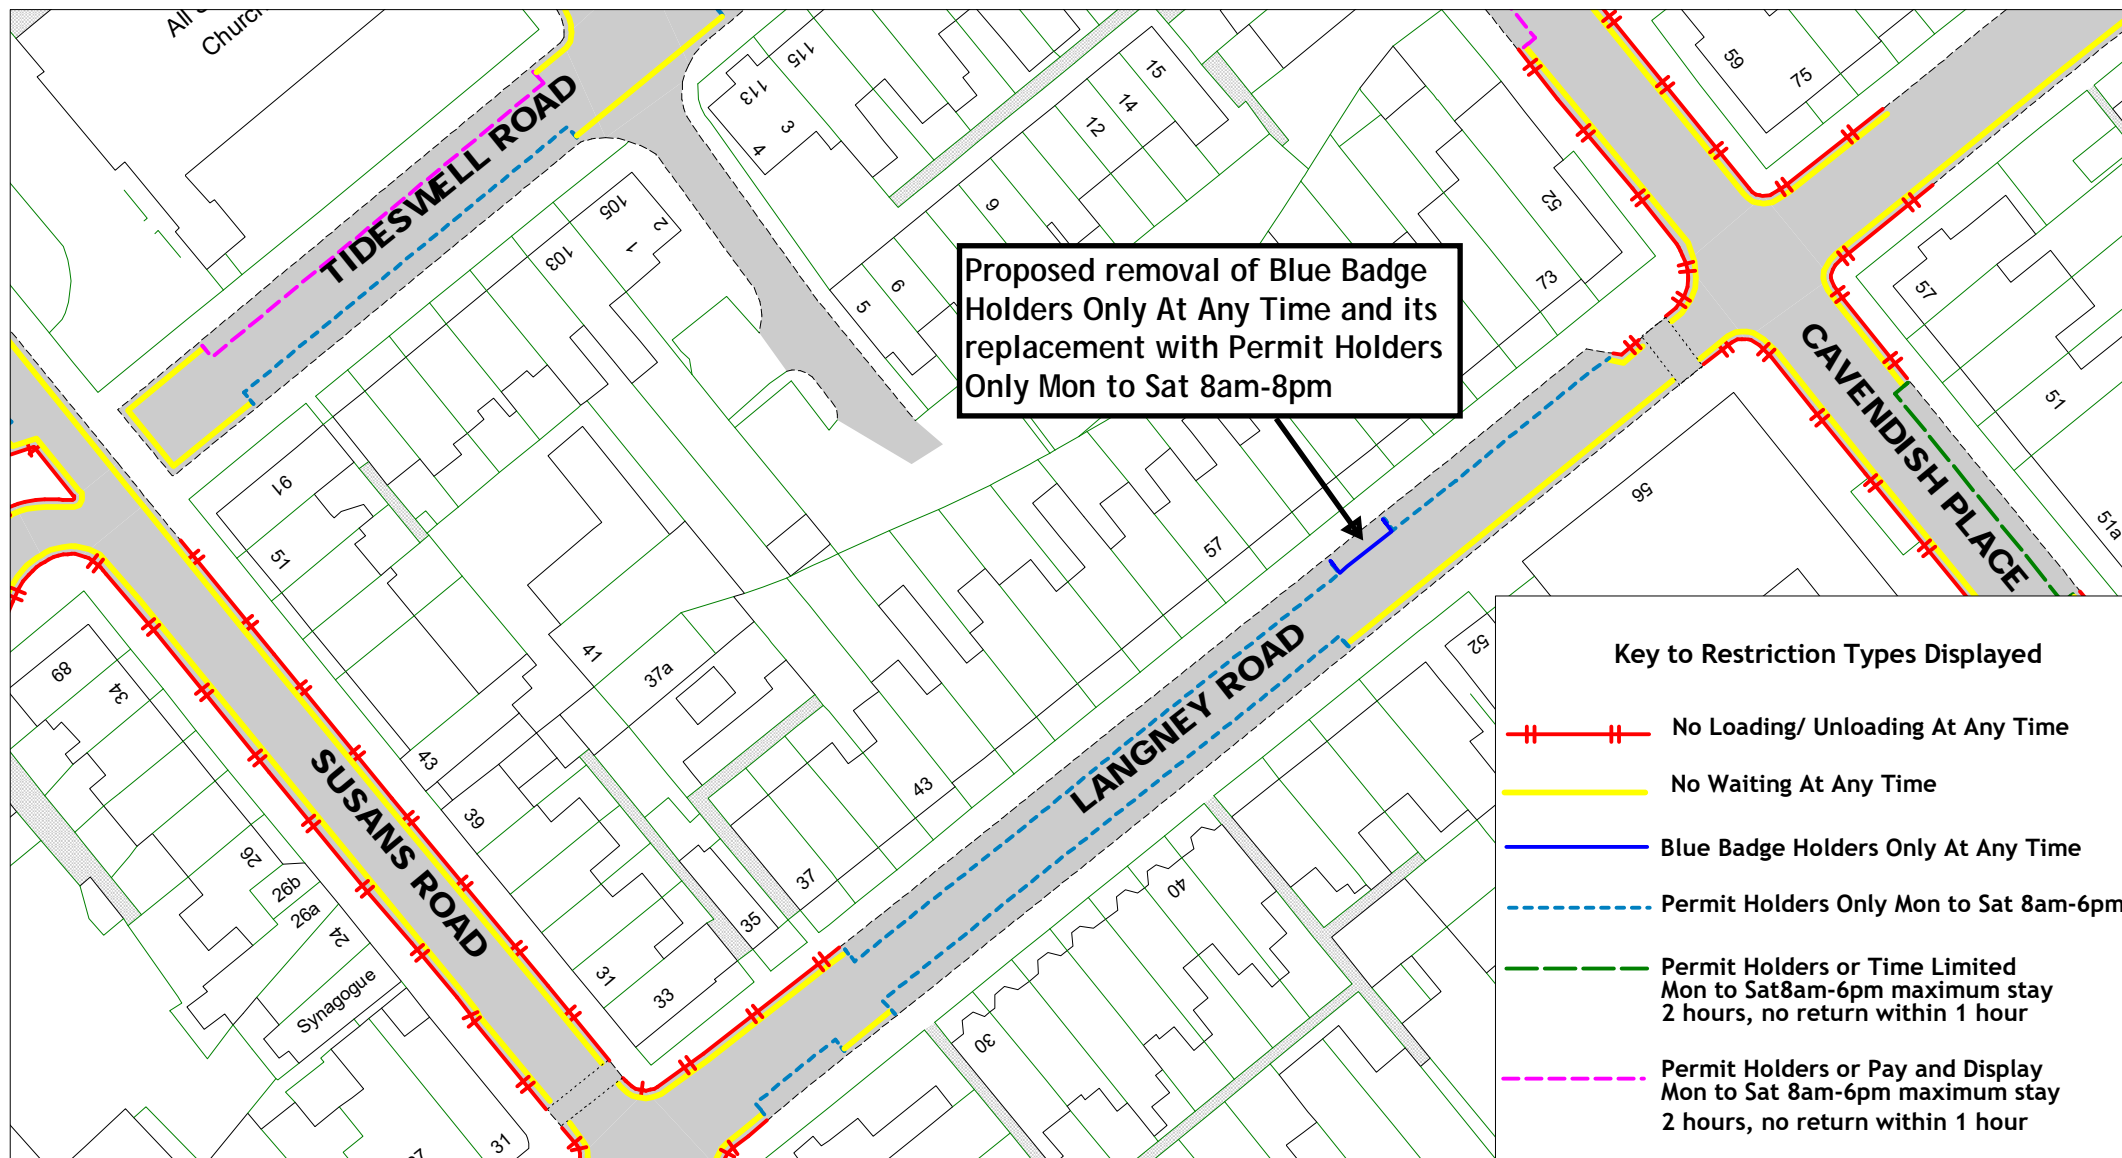 Church
TIDESWELL ROAD
115
113
3
4
15
14
12
9
6
5
59
75
105
2
1
103
52
73
57
51
51a
Proposed removal of Blue Badge
Holders Only At Any Time and its
replacement with Permit Holders
Only Mon to Sat 8am-8pm
CAVENDISH PLACE
91
51
56
57
52
41
37a
89
34
43
39
43
37
35
40
SUSANS ROAD
LANGNEY ROAD
26
26b
26a
24
Synagogue
31
33
30
31
Key to Restriction Types Displayed
No Loading/ Unloading At Any Time
No Waiting At Any Time
Blue Badge Holders Only At Any Time
Permit Holders Only Mon to Sat 8am-6pm
Permit Holders or Time Limited
Mon to Sat8am-6pm maximum stay
2 hours, no return within 1 hour
Permit Holders or Pay and Display
Mon to Sat 8am-6pm maximum stay
2 hours, no return within 1 hour